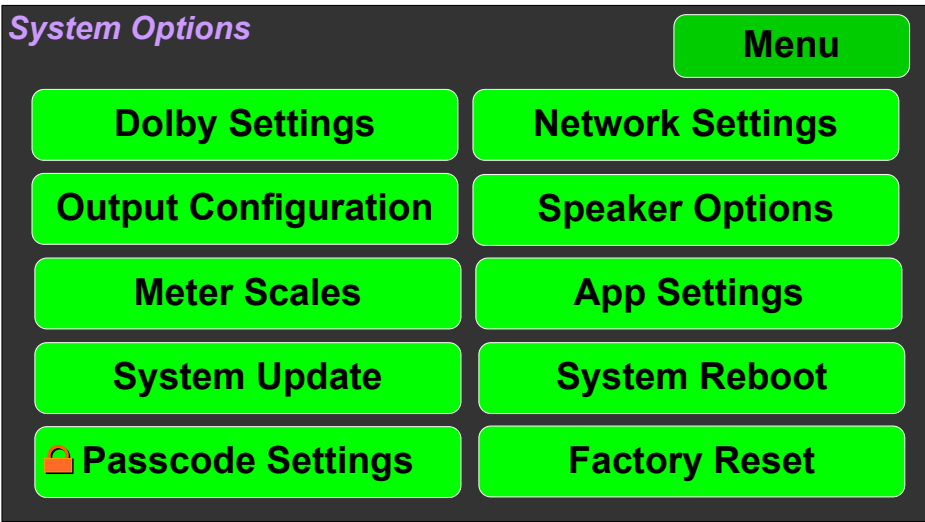 System Options
Menu
Dolby Settings
Network Settings
Output Configuration
Speaker Options
Meter Scales
App Settings
System Update
System Reboot
Passcode Settings
Factory Reset